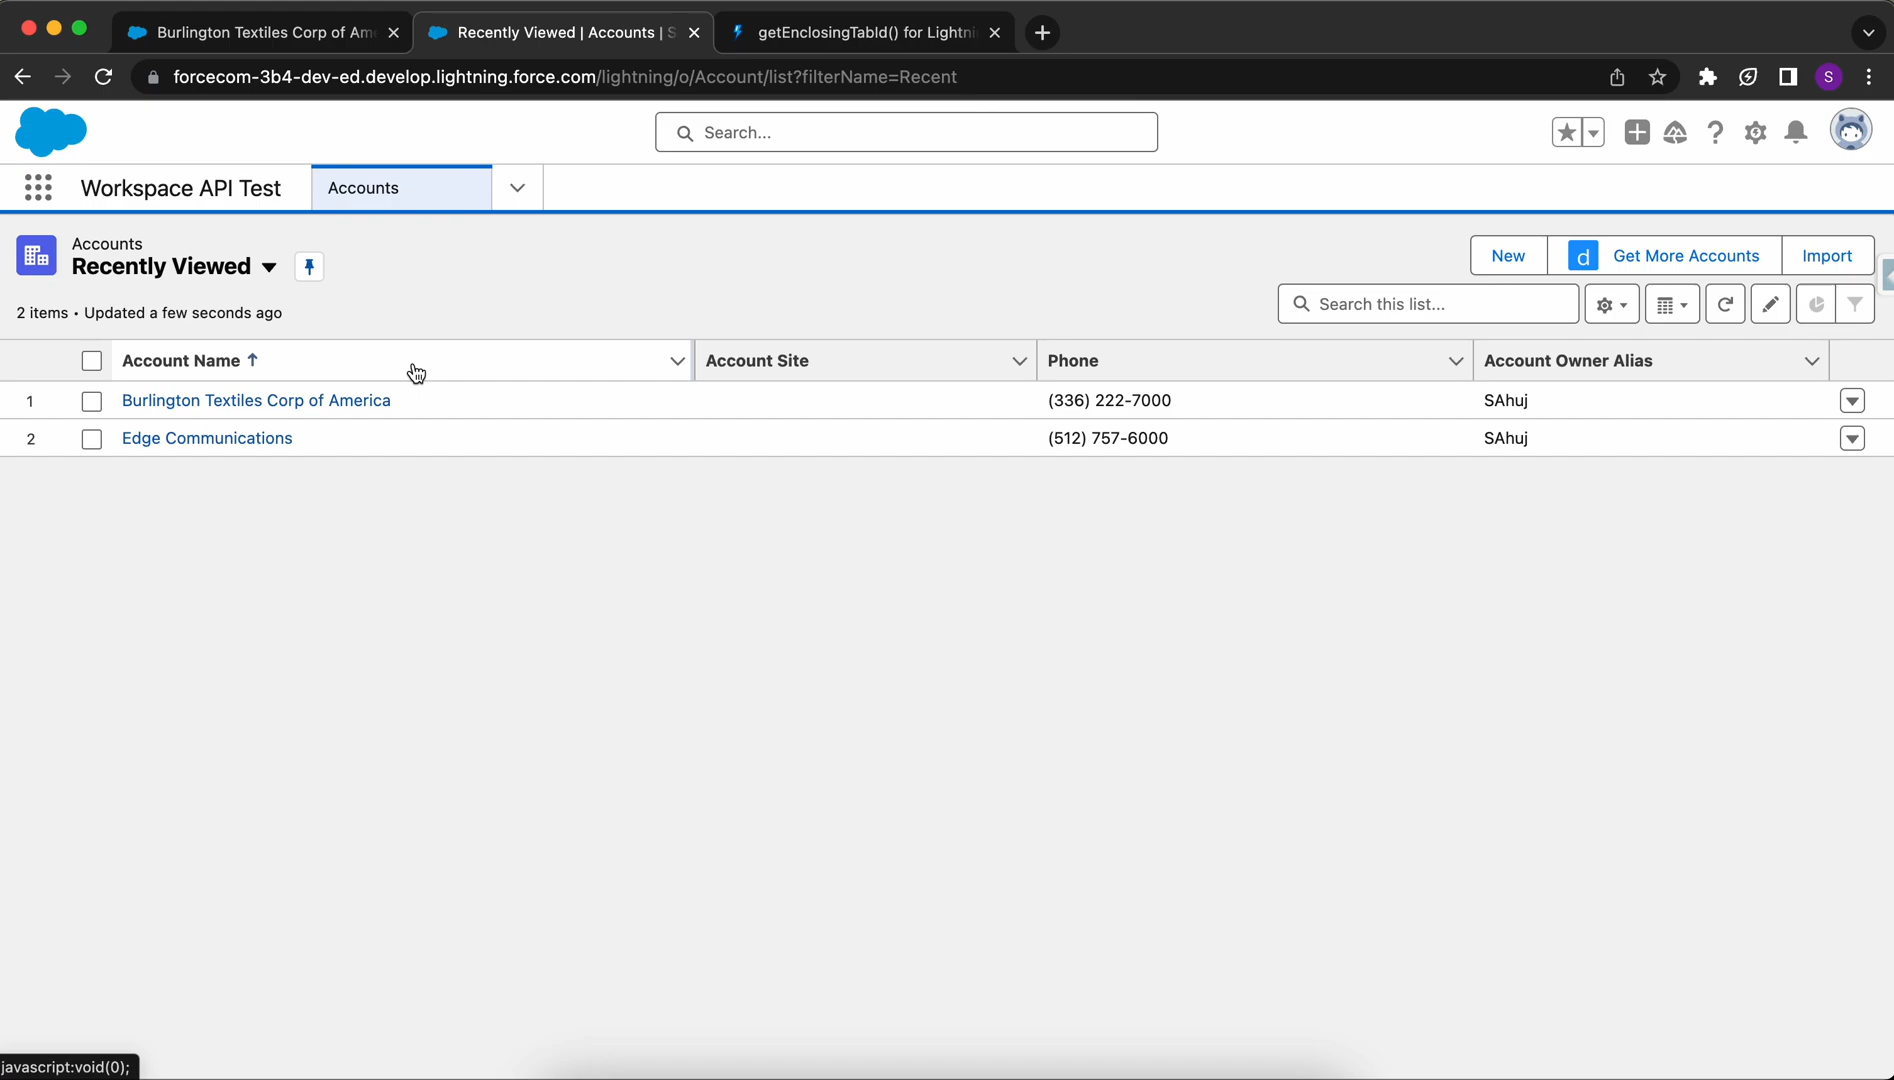 Burlington Textiles Corp of Am
Recently Viewed | Accounts | S
getEnclosingTabId() for Lightni
forcecom-3b4-dev-ed.develop.lightning.force.com/lightning/o/Account/list?filterName=Recent
S
Search...
Workspace API Test
Accounts
Accounts
Recently Viewed
New
d
Get More Accounts
Import
2 items • Updated a few seconds ago
Search this list...
Account Name
Account Site
Phone
Account Owner Alias
1
Burlington Textiles Corp of America
(336) 222-7000
SAhuj
2
Edge Communications
(512) 757-6000
SAhuj
javascript:void(0);